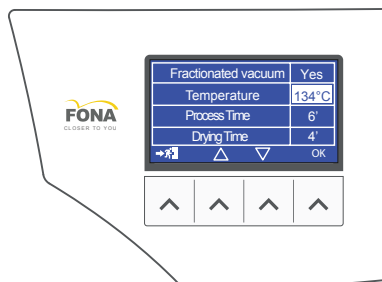 Fractionated vacuum Yes
Temperature 134°C
Process Time 6'
Drying Time 4'
OK
FONA
CLOSER TO YOU